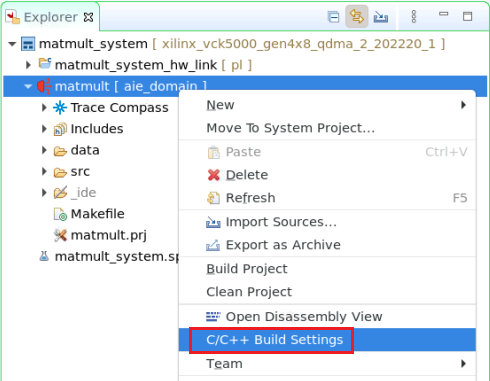 Explorer
matmult_system [ xilinx_vck5000_gen4x8_qdma_2_202220_1 ]
matmult_system_hw_link [ pl ]
matmult [ aie_domain ]
Trace Compass
Includes
data
src
_ide
Makefile
matmult.prj
matmult_system.sp
New
Move To System Project...
Paste Ctrl+V
Delete
Refresh F5
Import Sources...
Export as Archive
Build Project
Clean Project
Open Disassembly View
C/C++ Build Settings
Team